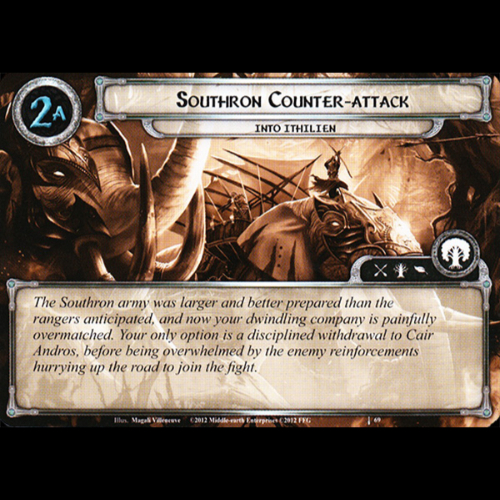 2A
SOUTHRON COUNTER-ATTACK
INTO ITHILIEN
The Southron army was larger and better prepared than the
rangers anticipated, and now your dwindling company is painfully
overmatched. Your only option is a disciplined withdrawal to Cair
Andros, before being overwhelmed by the enemy reinforcements
hurrying up the road to join the fight.
Illus. Magali Villeneuve ©2012 Middle-earth Enterprises ©2012 FFG 69